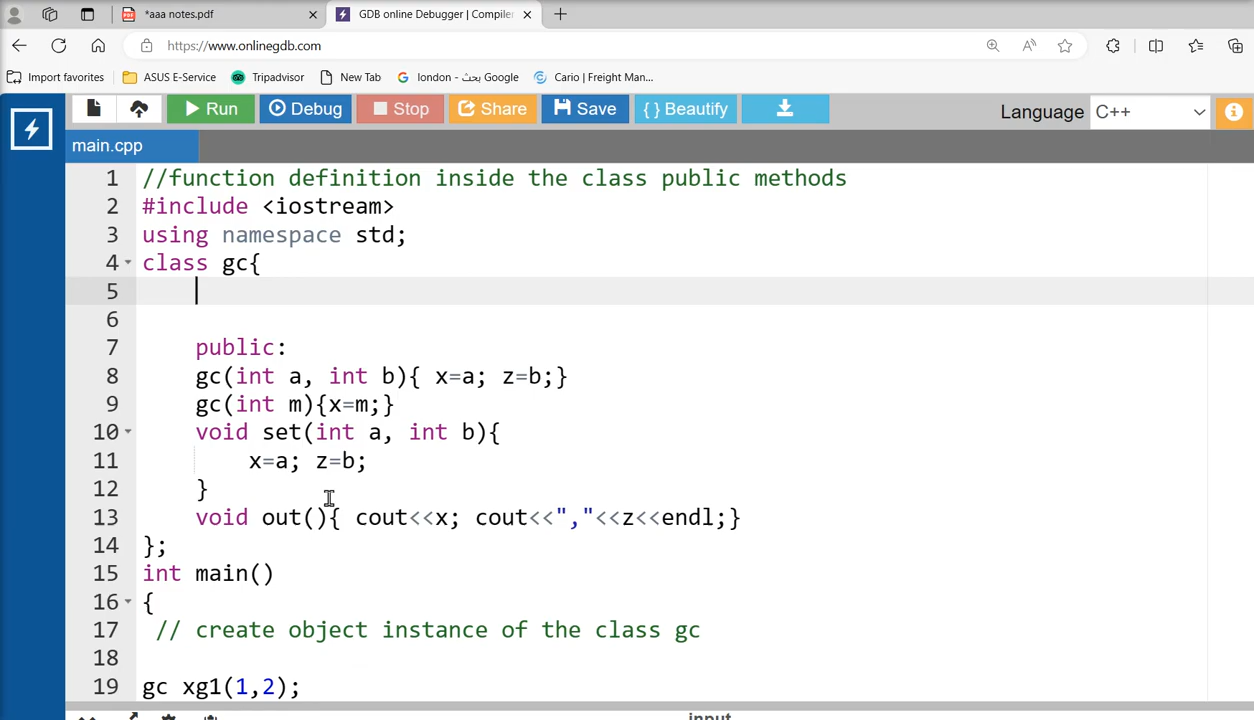 *aaa notes.pdf
GDB online Debugger | Compiler
https://www.onlinegdb.com
Import favorites
ASUS E-Service
Tripadvisor
New Tab
london - بحث Google
Cario | Freight Man...
Run
Debug
Stop
Share
Save
{ } Beautify
Language
C++
main.cpp
1 //function definition inside the class public methods
2 #include <iostream>
3 using namespace std;
4 class gc{
5
6
7 public:
8 gc(int a, int b){ x=a; z=b;}
9 gc(int m){x=m;}
10 void set(int a, int b){
11 x=a; z=b;
12 }
13 void out(){ cout<<x; cout<<","<<z<<endl;}
14 };
15 int main()
16 {
17 // create object instance of the class gc
18
19 gc xg1(1,2);
input